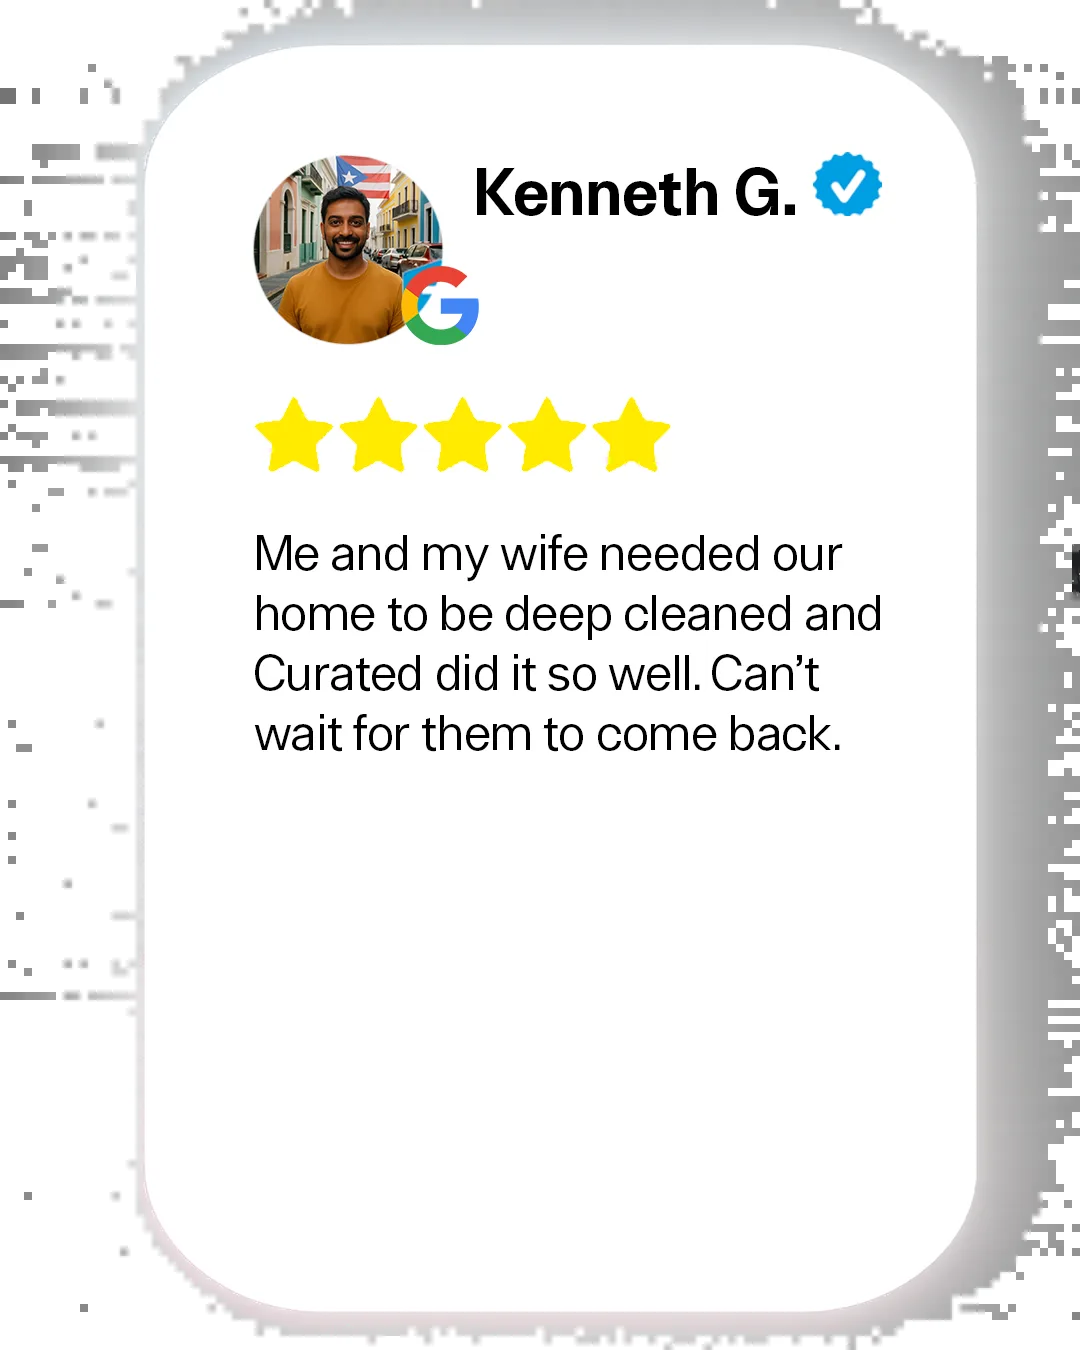 Kenneth G.
Me and my wife needed our
home to be deep cleaned and
Curated did it so well. Can’t
wait for them to come back.